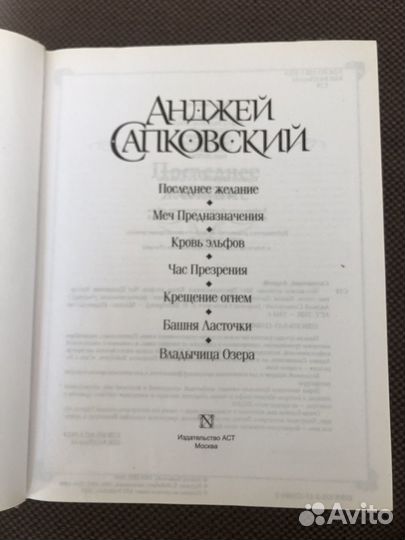 Анджей
Сапковский
Последнее желание
Меч Предназначения
Кровь эльфов
Час Презрения
Крещение огнем
Башня Ласточки
Владычица Озера
N
Издательство АСТ
Москва
Avito